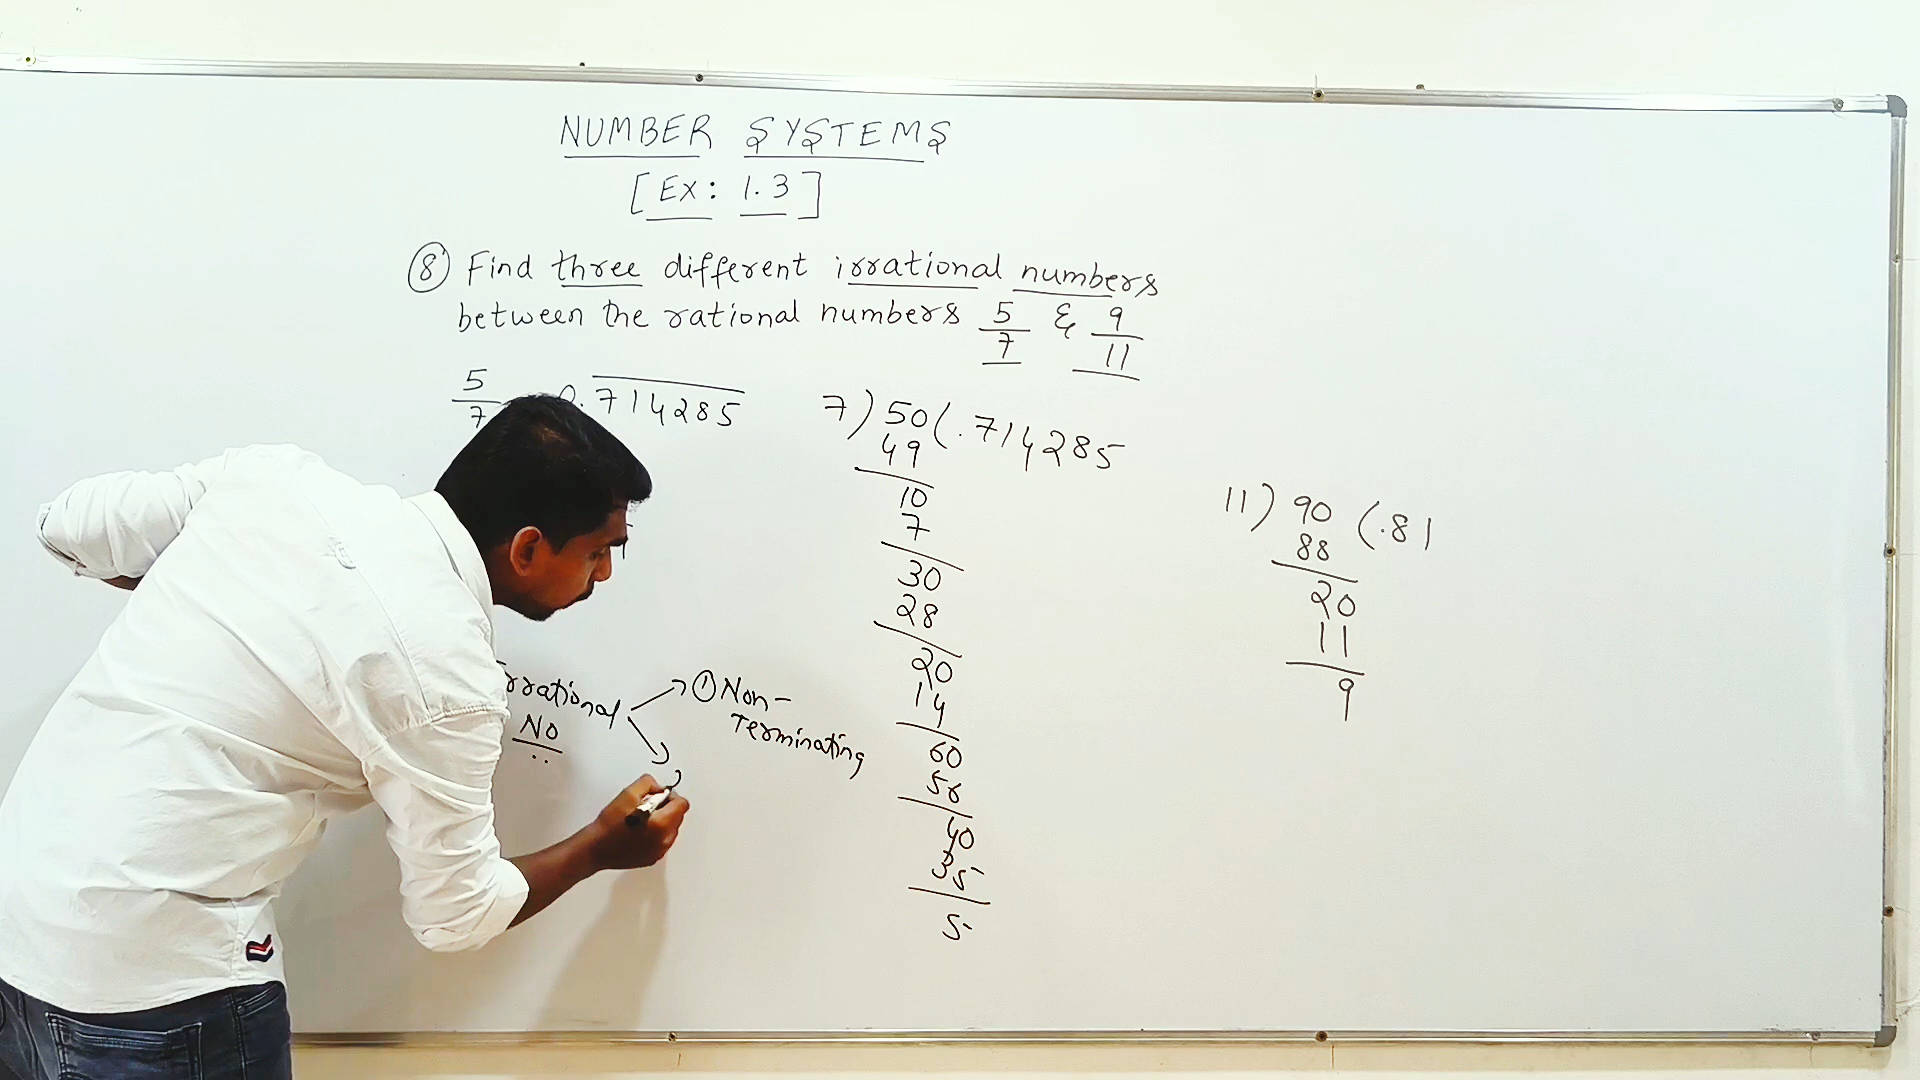 NUMBER SYSTEMS
[Ex: 1.3]
⑧ Find three different irrational numbers
between the rational numbers 5/7 & 9/11
5/7 0.714285
7) 50 (.714285
49
10
7
30
28
20
14
60
56
40
35
5
11) 90 (.81
88
20
11
9
Irrational
No
① Non-
Terminating